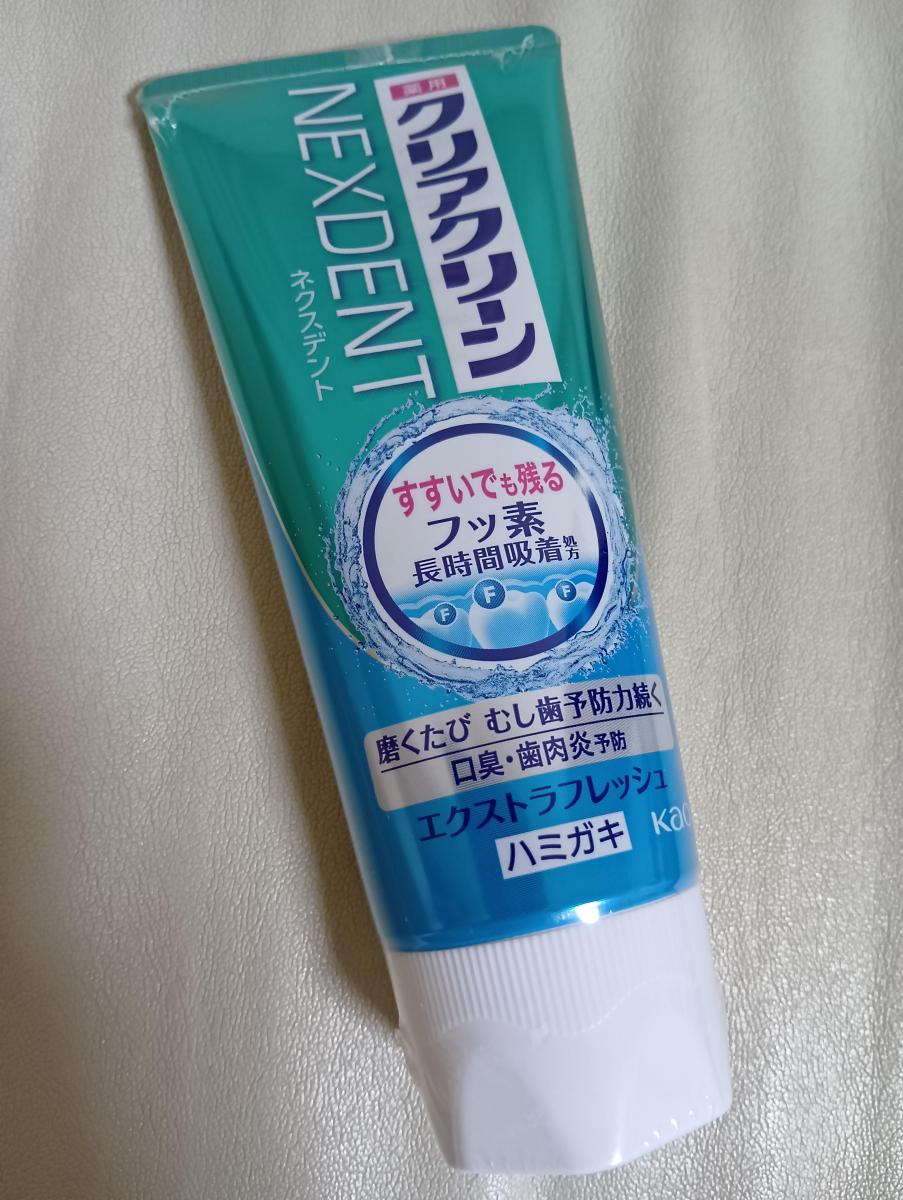 薬用
クリアクリーン
NEXDENT
ネクスデント
すすいでも残る
フッ素
長時間吸着処方
F
F
F
磨くたび むし歯予防力続く
口臭・歯肉炎予防
エクストラフレッシュ
ハミガキ
Kao